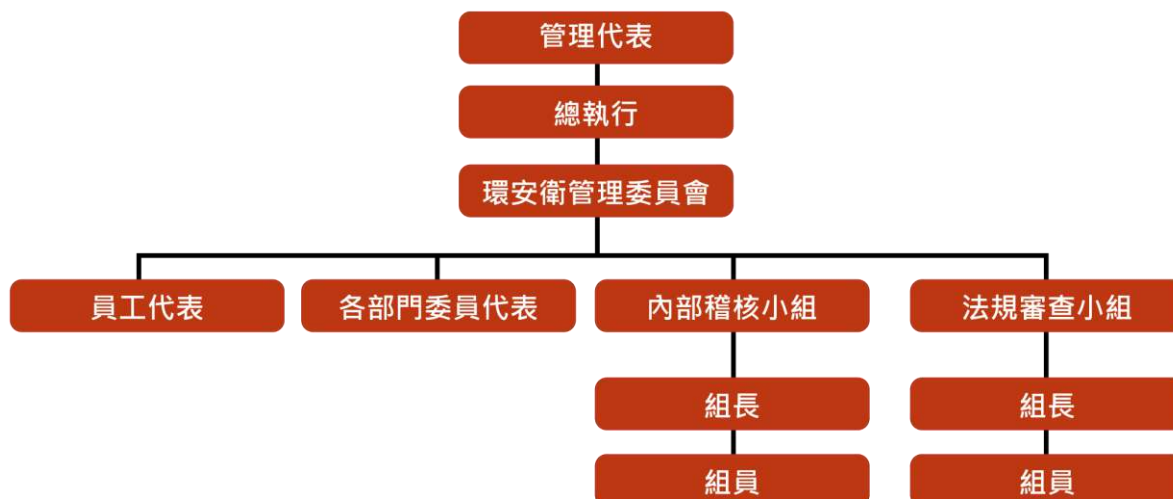 管理代表
總執行
環安衛管理委員會
員工代表
各部門委員代表
內部稽核小組
法規審查小組
組長
組長
組員
組員